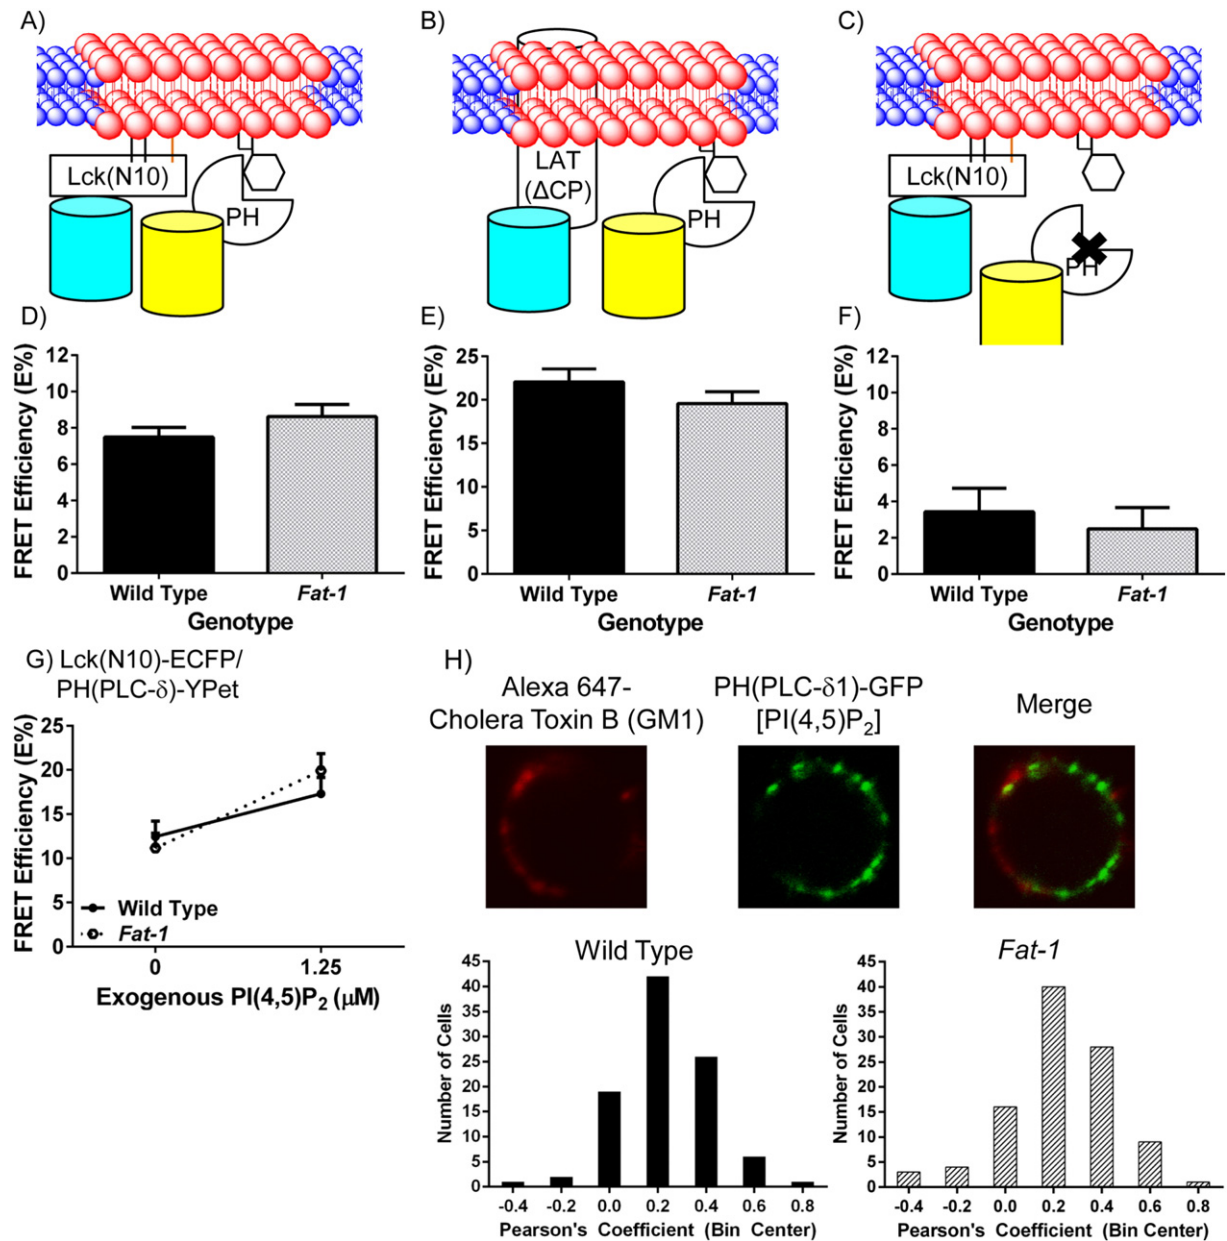 A)
B)
C)
Lck(N10)
PH
LAT
(ΔCP)
PH
Lck(N10)
PH
D)
FRET Efficiency (E%)
12
10
8
6
4
2
0
Wild Type
Fat-1
Genotype
E)
FRET Efficiency (E%)
25
20
15
10
5
0
Wild Type
Fat-1
Genotype
F)
FRET Efficiency (E%)
12
10
8
6
4
2
0
Wild Type
Fat-1
Genotype
G) Lck(N10)-ECFP/
PH(PLC-δ)-YPet
FRET Efficiency (E%)
25
20
15
10
5
0
Wild Type
Fat-1
0
1.25
Exogenous PI(4,5)P₂ (μM)
H)
Alexa 647-
Cholera Toxin B (GM1)
PH(PLC-δ1)-GFP
[PI(4,5)P₂]
Merge
Wild Type
Number of Cells
45
40
35
30
25
20
15
10
5
0
-0.4 -0.2 0.0 0.2 0.4 0.6 0.8
Pearson's Coefficient (Bin Center)
Fat-1
Number of Cells
45
40
35
30
25
20
15
10
5
0
-0.4 -0.2 0.0 0.2 0.4 0.6 0.8
Pearson's Coefficient (Bin Center)